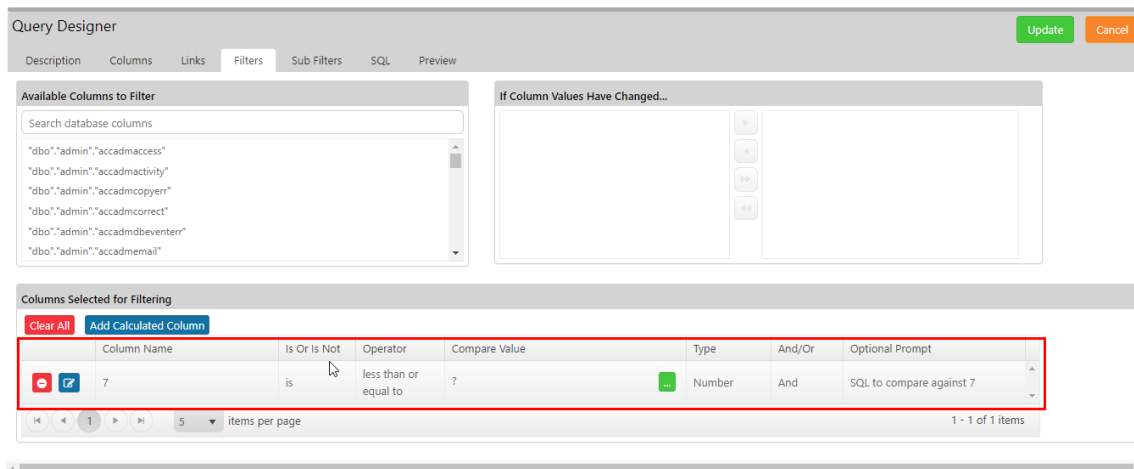 Query Designer
Update
Cancel
Description Columns Links Filters Sub Filters SQL Preview
Available Columns to Filter
If Column Values Have Changed...
Search database columns
"dbo"."admin"."accadmaccess"
"dbo"."admin"."accadmactivity"
"dbo"."admin"."accadmcopyerr"
"dbo"."admin"."accadmcorrect"
"dbo"."admin"."accadmdbeventerr"
"dbo"."admin"."accadmemail"
Columns Selected for Filtering
Clear All Add Calculated Column
Column Name Is Or Is Not Operator Compare Value Type And/Or Optional Prompt
7 is less than or equal to ? ... Number And SQL to compare against 7
1 5 items per page 1 - 1 of 1 items